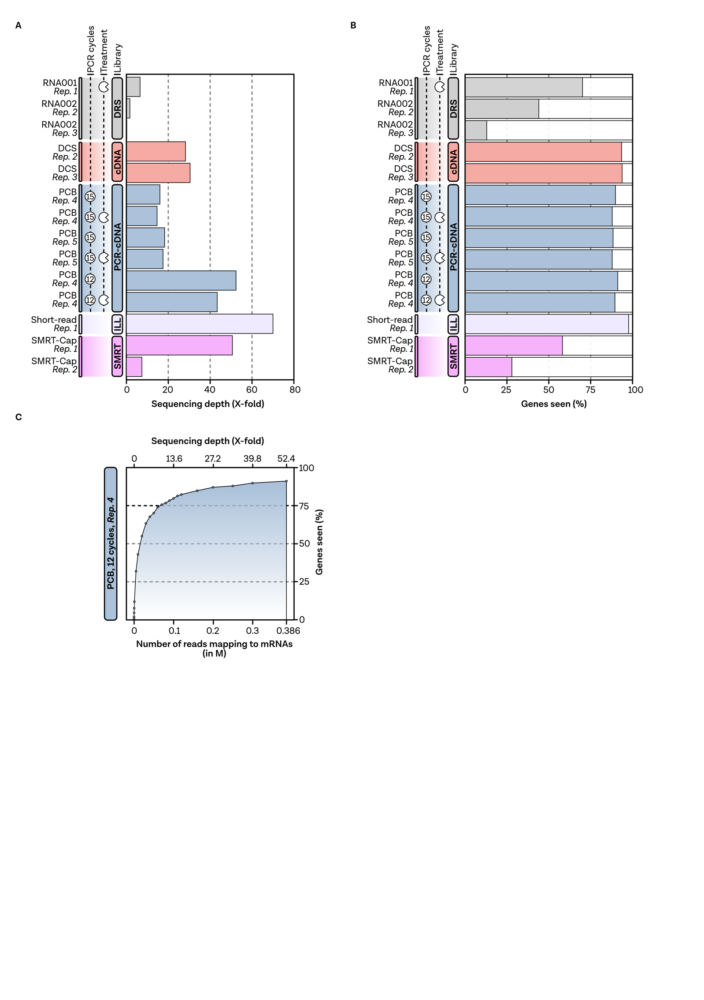 A
PCR cycles
Treatment
Library
RNA001
Rep. 1
RNA002
Rep. 2
RNA002
Rep. 3
DRS
DCS
Rep. 2
DCS
Rep. 3
cDNA
PCB
Rep. 4
15
PCB
Rep. 4
15
PCB
Rep. 5
15
PCB
Rep. 5
15
PCB
Rep. 4
12
PCB
Rep. 4
12
PCR-cDNA
Short-read
Rep. 1
ILL
SMRT-Cap
Rep. 1
SMRT-Cap
Rep. 2
SMRT
0 20 40 60 80
Sequencing depth (X-fold)
B
PCR cycles
Treatment
Library
RNA001
Rep. 1
RNA002
Rep. 2
RNA002
Rep. 3
DRS
DCS
Rep. 2
DCS
Rep. 3
cDNA
PCB
Rep. 4
15
PCB
Rep. 4
15
PCB
Rep. 5
15
PCB
Rep. 5
15
PCB
Rep. 4
12
PCB
Rep. 4
12
PCR-cDNA
Short-read
Rep. 1
ILL
SMRT-Cap
Rep. 1
SMRT-Cap
Rep. 2
SMRT
0 25 50 75 100
Genes seen (%)
C
Sequencing depth (X-fold)
0 13.6 27.2 39.8 52.4
PCB, 12 cycles, Rep. 4
100
75
50
25
0
Genes seen (%)
0 0.1 0.2 0.3 0.386
Number of reads mapping to mRNAs
(in M)